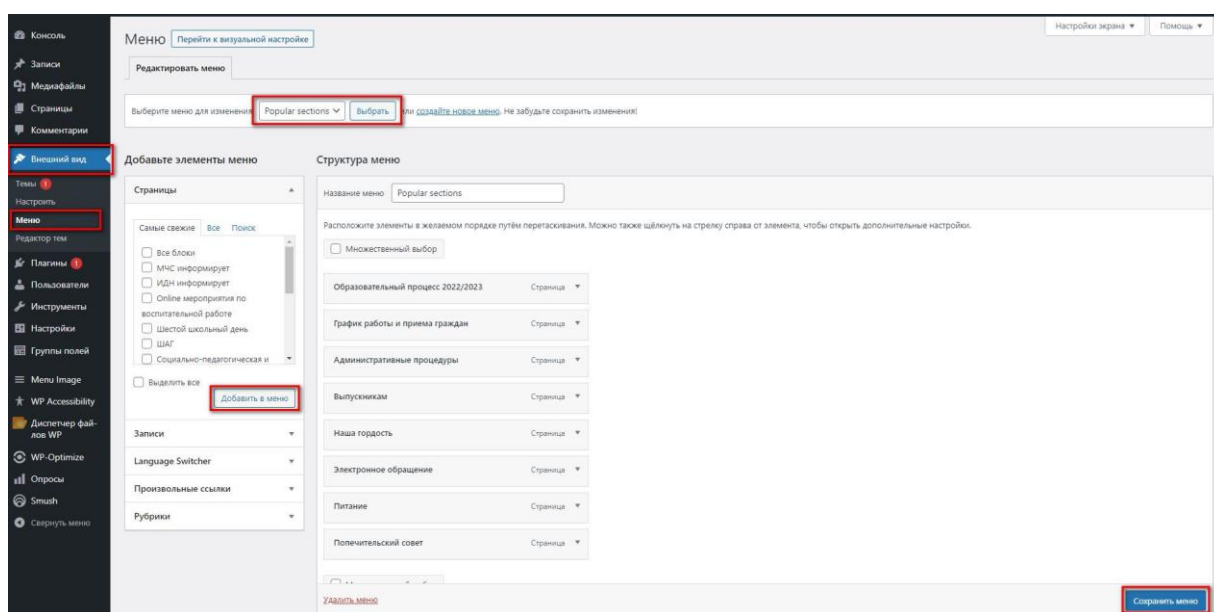 Консоль
Записи
Медиафайлы
Страницы
Комментарии
Внешний вид
Темы 1
Настроить
Меню
Редактор тем
Плагины 1
Пользователи
Инструменты
Настройки
Группы полей
Menu Image
WP Accessibility
Диспетчер фай-
лов WP
WP-Optimize
Опросы
Smush
Свернуть меню
Настройки экрана
Помощь
Меню Перейти к визуальной настройке
Редактировать меню
Выберите меню для изменения Popular sections Выбрать или создайте новое меню. Не забудьте сохранить изменения!
Добавьте элементы меню
Страницы
Самые свежие Все Поиск
Все блоки
МЧС информирует
ИДН информирует
Online мероприятия по
воспитательной работе
Шестой школьный день
ШАГ
Социально-педагогическая и
Выделить все
Добавить в меню
Записи
Language Switcher
Произвольные ссылки
Рубрики
Структура меню
Название меню Popular sections
Расположите элементы в желаемом порядке путём перетаскивания. Можно также щёлкнуть на стрелку справа от элемента, чтобы открыть дополнительные настройки.
Множественный выбор
Образовательный процесс 2022/2023 Страница
График работы и приема граждан Страница
Административные процедуры Страница
Выпускникам Страница
Наша гордость Страница
Электронное обращение Страница
Питание Страница
Попечительский совет Страница
Удалить меню
Сохранить меню